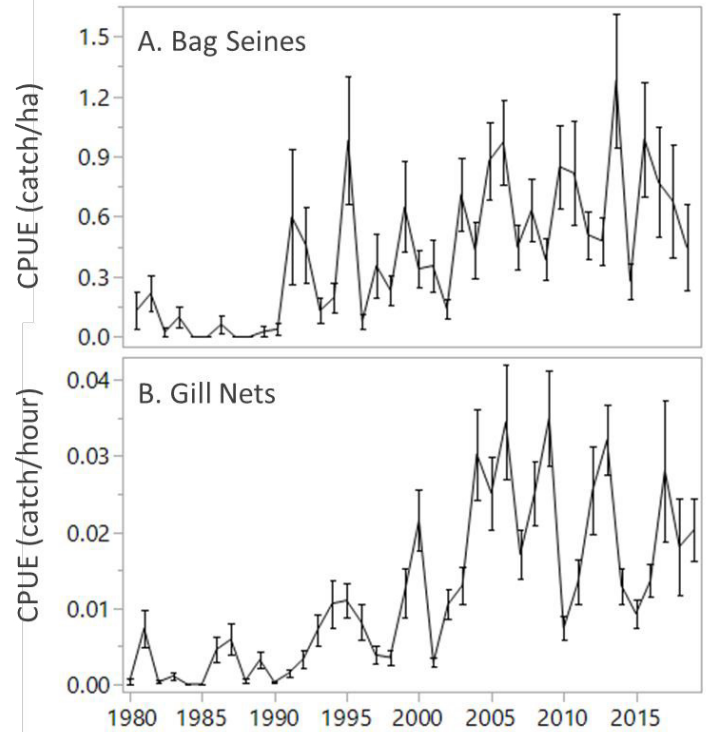 A. Bag Seines
CPUE (catch/ha)
1.5
1.2
0.9
0.6
0.3
0.0
B. Gill Nets
CPUE (catch/hour)
0.04
0.03
0.02
0.01
0.00
1980 1985 1990 1995 2000 2005 2010 2015